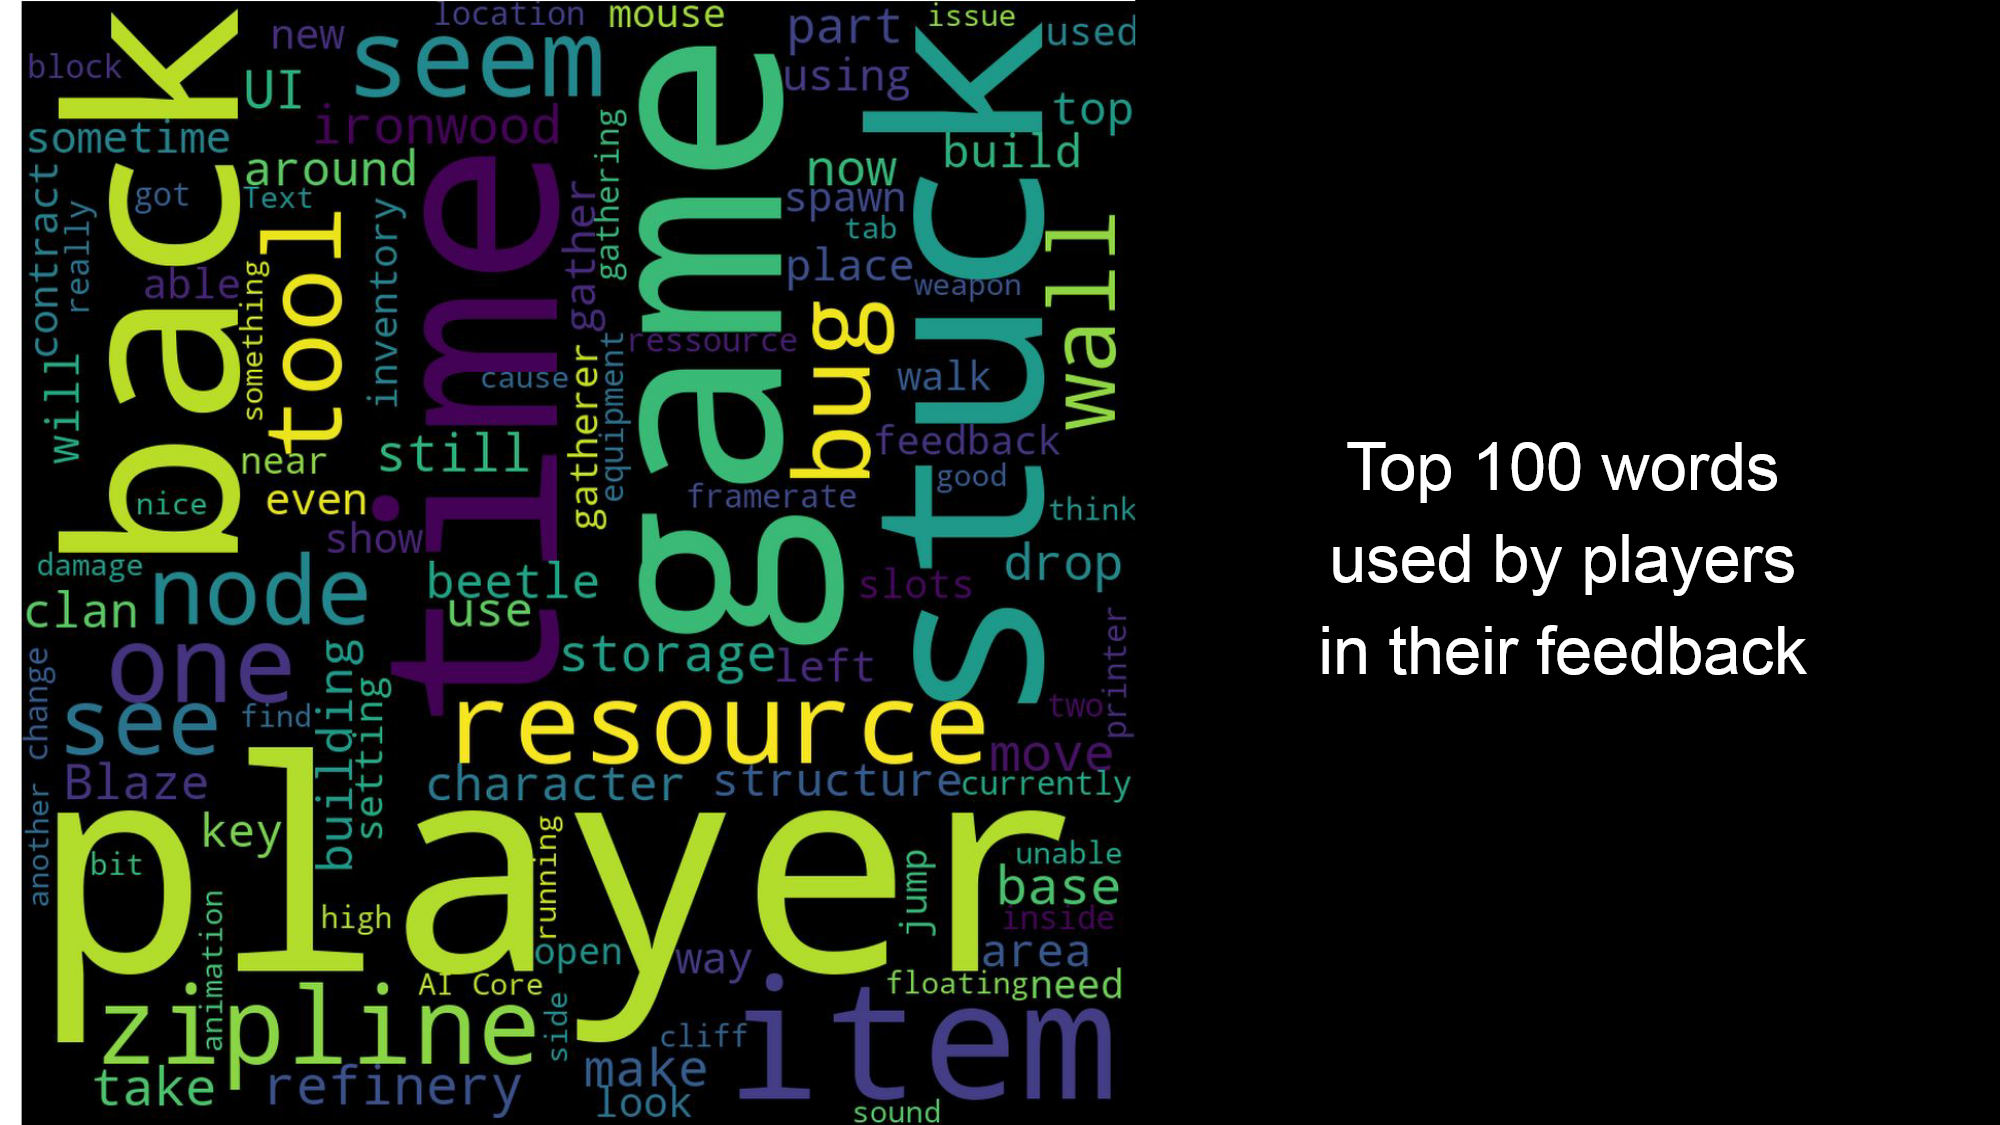 location
mouse
issue
new
seem
part
used
block
back
UI
using
stuck
top
sometime
ironwood
game
build
around
gathering
now
contract
got
Text
time
gather
spawn
really
tool
inventory
tab
wall
able
place
weapon
something
bug
will
cause
gatherer
equipment
ressource
walk
near
still
feedback
nice
even
framerate
good
show
think
damage
node
beetle
slots
drop
clan
use
one
building
storage
left
printer
change
see
find
setting
resource
two
move
Blaze
character
structure
currently
another
player
key
running
jump
unable
bit
base
animation
high
inside
open
way
area
AI Core
item
floating
need
zipline
side
cliff
take
refinery
make
look
sound
Top 100 words
used by players
in their feedback